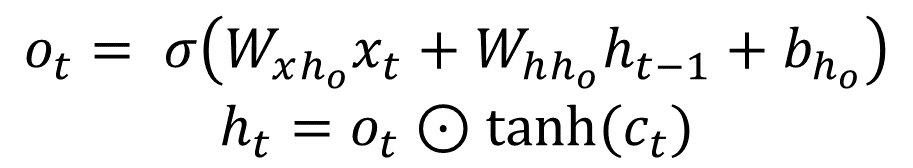 o_t = σ(W_{xh_o} x_t + W_{hh_o} h_{t−1} + b_{h_o})
h_t = o_t ⊙ tanh(c_t)